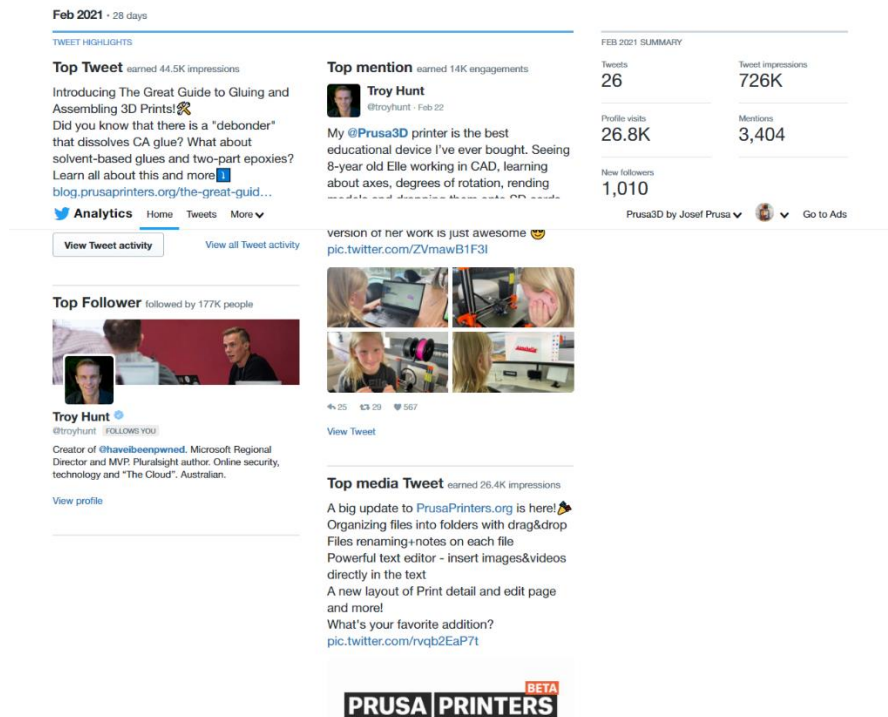 Feb 2021 · 28 days
TWEET HIGHLIGHTS
Top Tweet earned 44.5K impressions
Introducing The Great Guide to Gluing and
Assembling 3D Prints!🛠
Did you know that there is a "debonder"
that dissolves CA glue? What about
solvent-based glues and two-part epoxies?
Learn all about this and more⤵
blog.prusaprinters.org/the-great-guid…
Analytics Home Tweets More
View Tweet activity View all Tweet activity
Top Follower followed by 177K people
Troy Hunt
@troyhunt FOLLOWS YOU
Creator of @haveibeenpwned. Microsoft Regional
Director and MVP. Pluralsight author. Online security,
technology and “The Cloud”. Australian.
View profile
Top mention earned 14K engagements
Troy Hunt
@troyhunt · Feb 22
My @Prusa3D printer is the best
educational device I've ever bought. Seeing
8-year old Elle working in CAD, learning
about axes, degrees of rotation, rending
version of her work is just awesome 😎
pic.twitter.com/ZVmawB1F3I
25 29 567
View Tweet
Top media Tweet earned 26.4K impressions
A big update to PrusaPrinters.org is here!🎉
Organizing files into folders with drag&drop
Files renaming+notes on each file
Powerful text editor - insert images&videos
directly in the text
A new layout of Print detail and edit page
and more!
What's your favorite addition?
pic.twitter.com/rvqb2EaP7t
BETA
PRUSA PRINTERS
FEB 2021 SUMMARY
Tweets Tweet impressions
26 726K
Profile visits Mentions
26.8K 3,404
New followers
1,010
Prusa3D by Josef Prusa Go to Ads